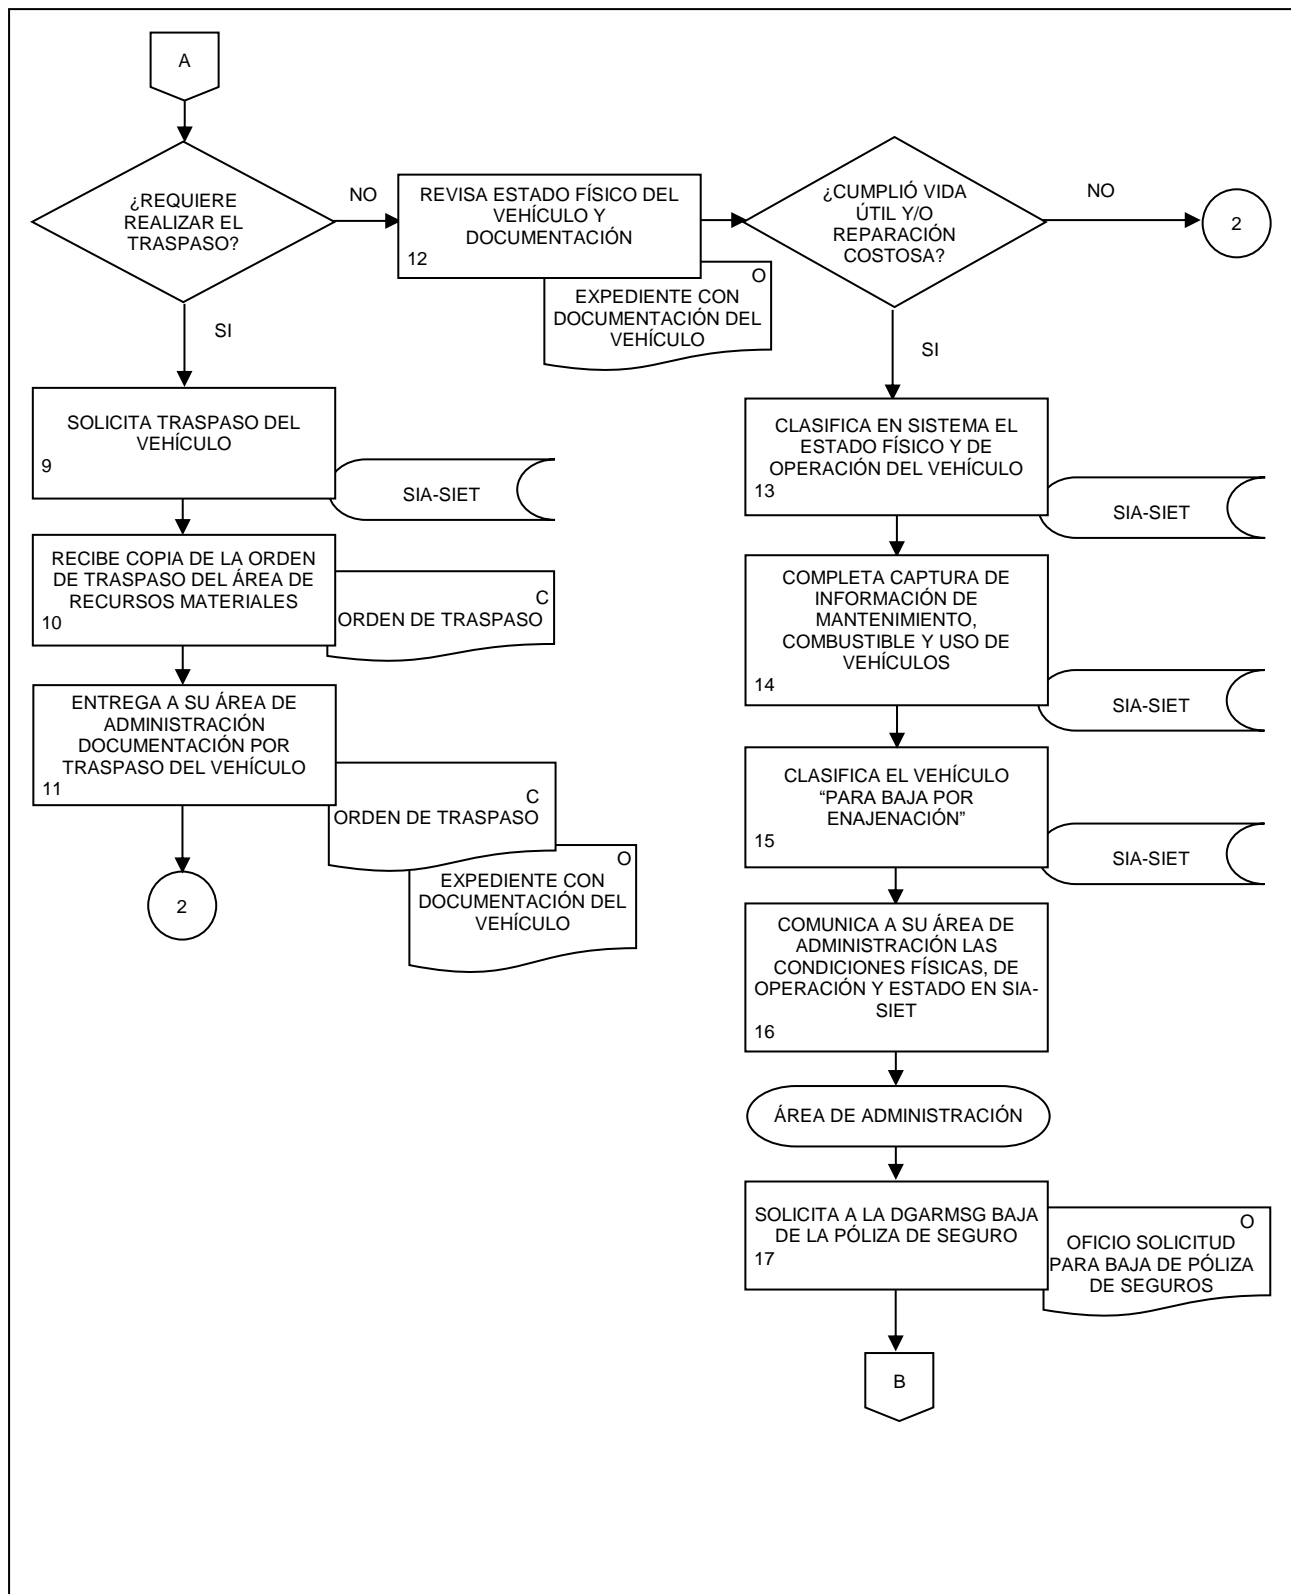 A
¿REQUIERE
REALIZAR EL
TRASPASO?
NO
SI
REVISA ESTADO FÍSICO DEL
VEHÍCULO Y
DOCUMENTACIÓN
12
O
EXPEDIENTE CON
DOCUMENTACIÓN DEL
VEHÍCULO
¿CUMPLIÓ VIDA
ÚTIL Y/O
REPARACIÓN
COSTOSA?
NO
2
SI
SOLICITA TRASPASO DEL
VEHÍCULO
9
SIA-SIET
RECIBE COPIA DE LA ORDEN
DE TRASPASO DEL ÁREA DE
RECURSOS MATERIALES
10
C
ORDEN DE TRASPASO
ENTREGA A SU ÁREA DE
ADMINISTRACIÓN
DOCUMENTACIÓN POR
TRASPASO DEL VEHÍCULO
11
C
ORDEN DE TRASPASO
O
EXPEDIENTE CON
DOCUMENTACIÓN DEL
VEHÍCULO
2
CLASIFICA EN SISTEMA EL
ESTADO FÍSICO Y DE
OPERACIÓN DEL VEHÍCULO
13
SIA-SIET
COMPLETA CAPTURA DE
INFORMACIÓN DE
MANTENIMIENTO,
COMBUSTIBLE Y USO DE
VEHÍCULOS
14
SIA-SIET
CLASIFICA EL VEHÍCULO
“PARA BAJA POR
ENAJENACIÓN”
15
SIA-SIET
COMUNICA A SU ÁREA DE
ADMINISTRACIÓN LAS
CONDICIONES FÍSICAS, DE
OPERACIÓN Y ESTADO EN SIA-
SIET
16
ÁREA DE ADMINISTRACIÓN
SOLICITA A LA DGARMSG BAJA
DE LA PÓLIZA DE SEGURO
17
O
OFICIO SOLICITUD
PARA BAJA DE PÓLIZA
DE SEGUROS
B